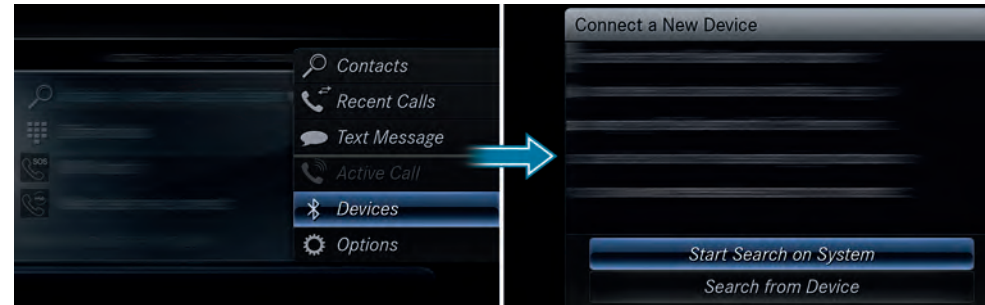 Contacts
Recent Calls
Text Message
Active Call
Devices
Options
SOS
Connect a New Device
Start Search on System
Search from Device